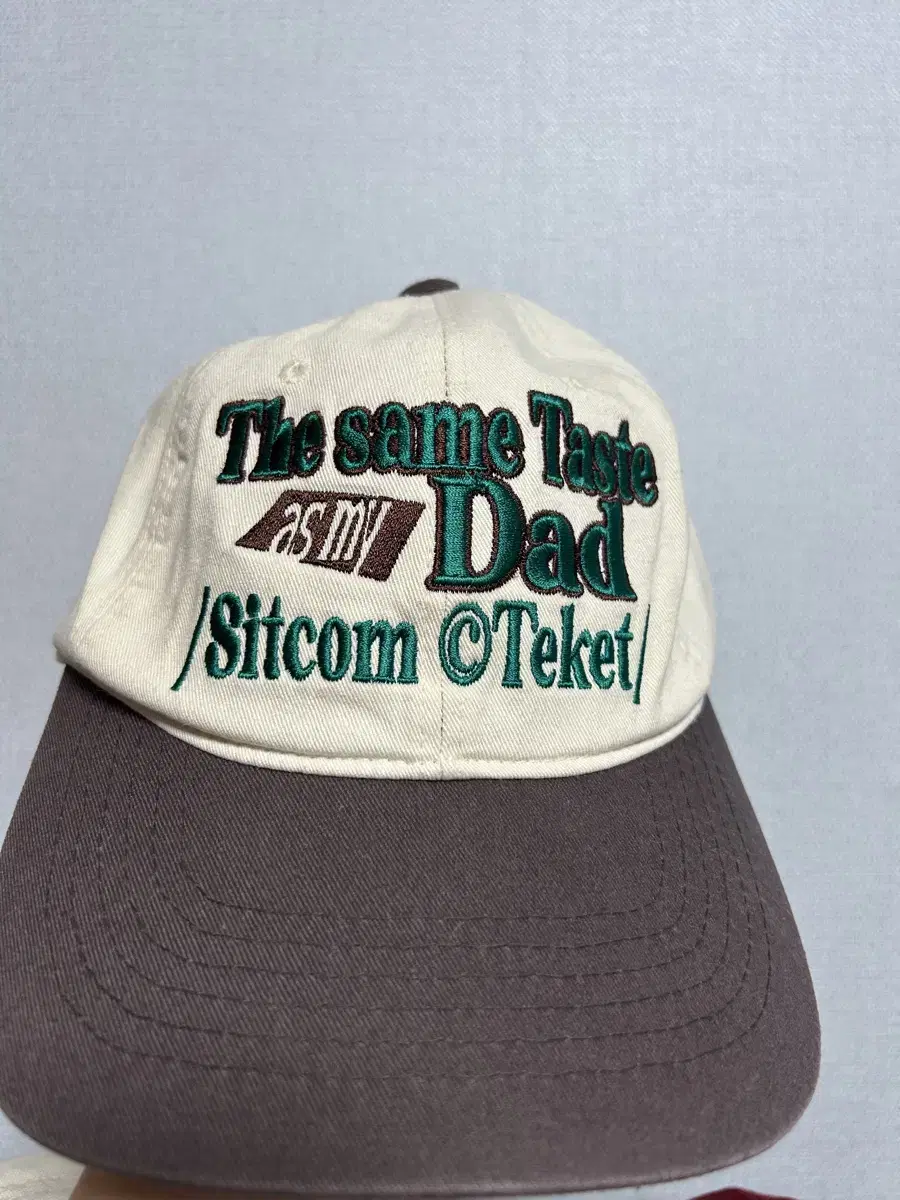 The same Taste
as my Dad
/Sitcom ©Teket/